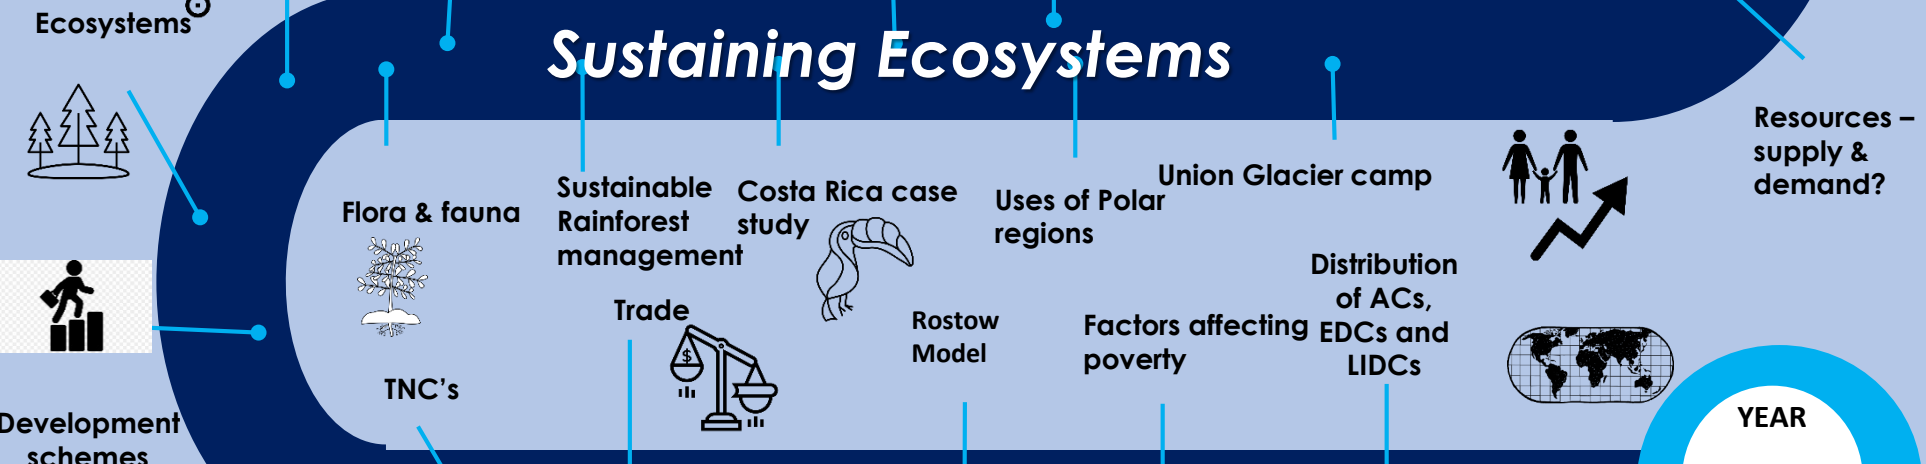 Ecosystems
Sustaining Ecosystems
Resources –
supply &
demand?
Flora & fauna
Sustainable
Rainforest
management
Costa Rica case
study
Uses of Polar
regions
Union Glacier camp
Trade
$
Rostow
Model
Factors affecting
poverty
Distribution
of ACs,
EDCs and
LIDCs
TNC’s
Development
schemes
YEAR